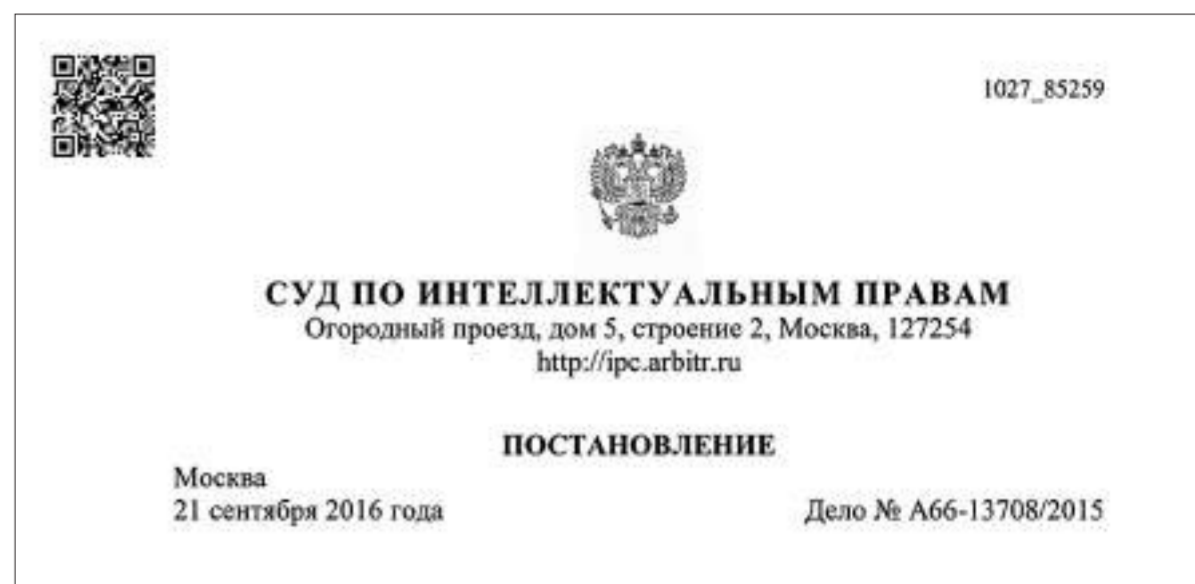 1027_85259
СУД ПО ИНТЕЛЛЕКТУАЛЬНЫМ ПРАВАМ
Огородный проезд, дом 5, строение 2, Москва, 127254
http://ipc.arbitr.ru
ПОСТАНОВЛЕНИЕ
Москва
21 сентября 2016 года
Дело № А66-13708/2015